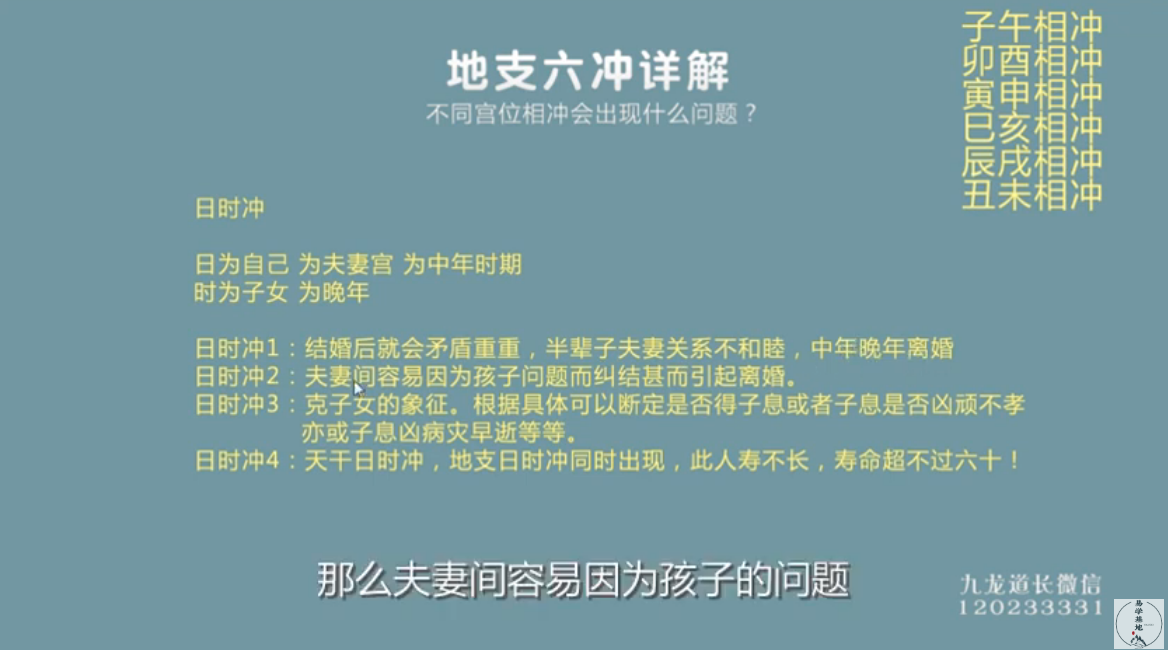 地支六冲详解
不同宫位相冲会出现什么问题？
子午相冲
卯酉相冲
寅申相冲
巳亥相冲
辰戌相冲
丑未相冲
日时冲
日为自己 为夫妻宫 为中年时期
时为子女 为晚年
日时冲1：结婚后就会矛盾重重，半辈子夫妻关系不和睦，中年晚年离婚
日时冲2：夫妻间容易因为孩子问题而纠结甚而引起离婚。
日时冲3：克子女的象征。根据具体可以断定是否得子息或者子息是否凶顽不孝
亦或子息凶病灾早逝等等。
日时冲4：天干日时冲，地支日时冲同时出现，此人寿不长，寿命超不过六十！
那么夫妻间容易因为孩子的问题
九龙道长微信
120233331
易学基地